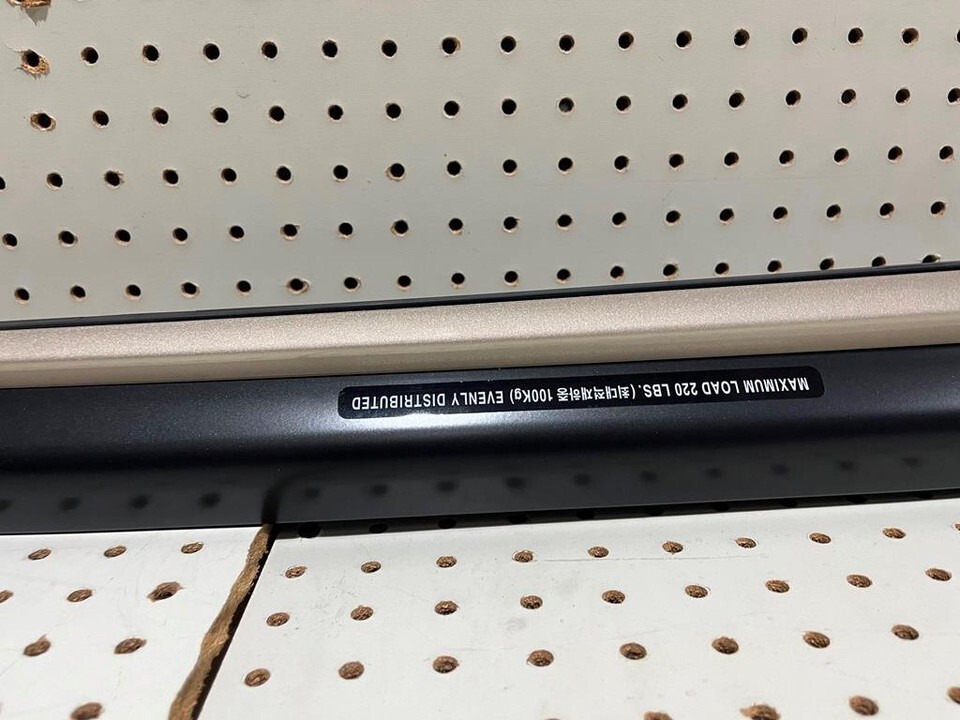 MAXIMUM LOAD 220 LBS. (최대적재하중 100Kg) EVENLY DISTRIBUTED